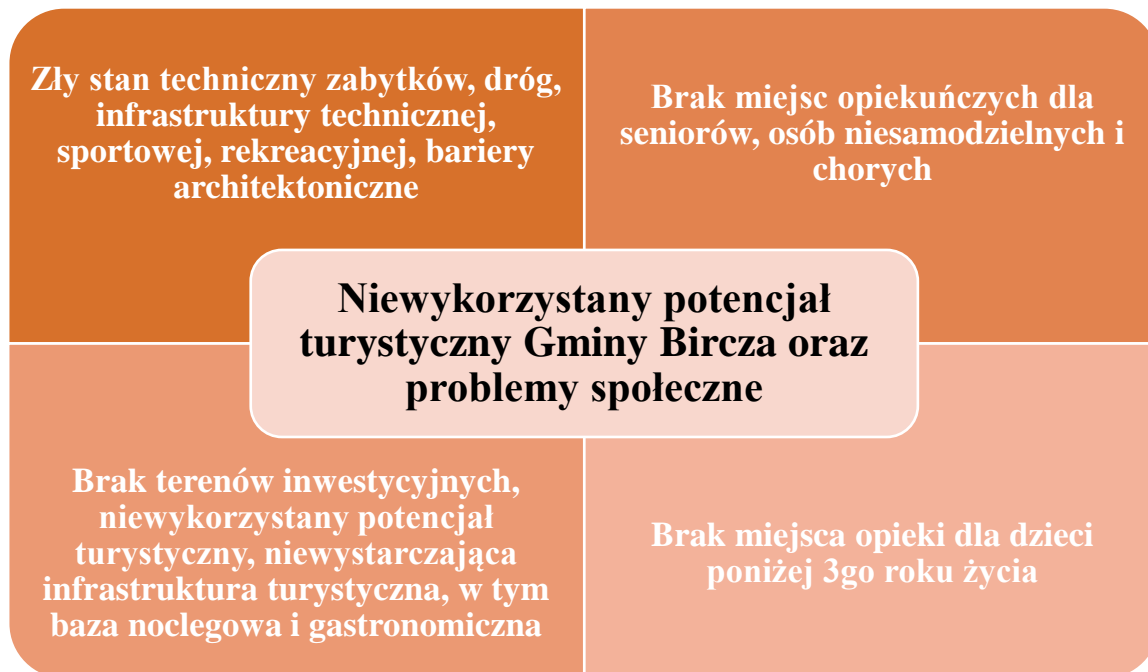 Zły stan techniczny zabytków, dróg,
infrastruktury technicznej,
sportowej, rekreacyjnej, bariery
architektoniczne
Brak miejsc opiekuńczych dla
seniorów, osób niesamodzielnych i
chorych
Niewykorzystany potencjał
turystyczny Gminy Bircza oraz
problemy społeczne
Brak terenów inwestycyjnych,
niewykorzystany potencjał
turystyczny, niewystarczająca
infrastruktura turystyczna, w tym
baza noclegowa i gastronomiczna
Brak miejsca opieki dla dzieci
poniżej 3go roku życia